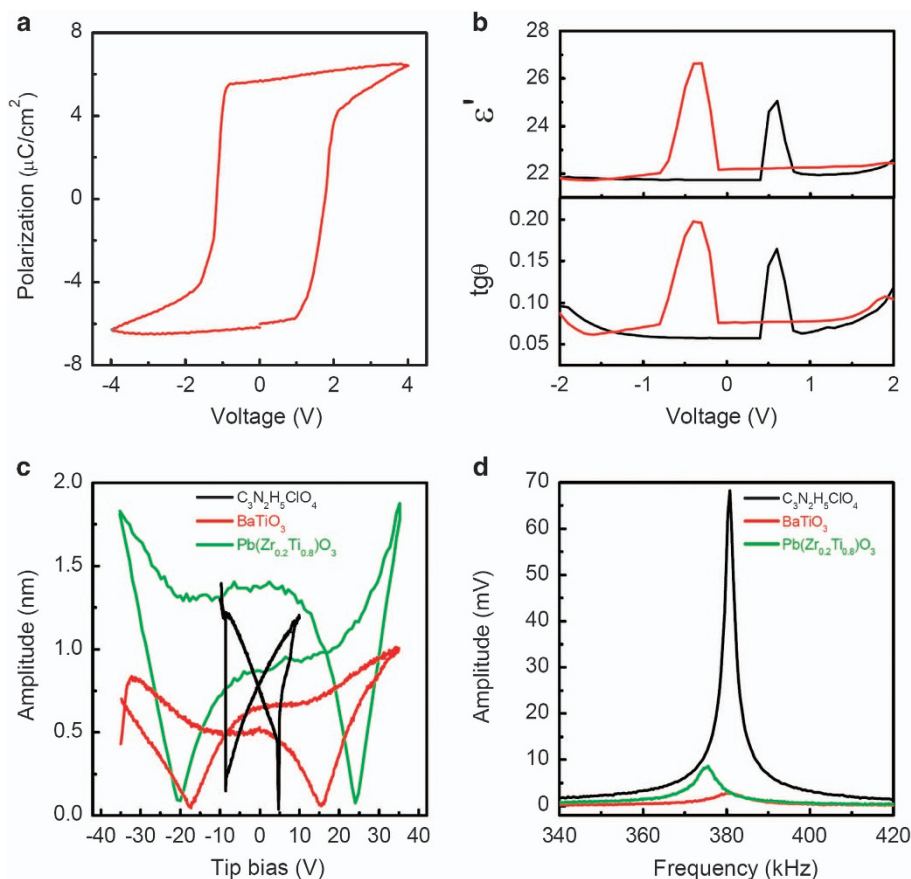 a
8
4
0
-4
-8
-4 -2 0 2 4
Polarization (μC/cm²)
Voltage (V)
b
28
26
24
22
ε'
0.20
0.15
0.10
0.05
tgθ
-2 -1 0 1 2
Voltage (V)
c
2.0
1.5
1.0
0.5
0.0
C₃N₂H₅ClO₄
BaTiO₃
Pb(Zr₀.₂Ti₀.₈)O₃
Amplitude (nm)
-40 -30 -20 -10 0 10 20 30 40
Tip bias (V)
d
70
60
50
40
30
20
10
0
C₃N₂H₅ClO₄
BaTiO₃
Pb(Zr₀.₂Ti₀.₈)O₃
Amplitude (mV)
340 360 380 400 420
Frequency (kHz)